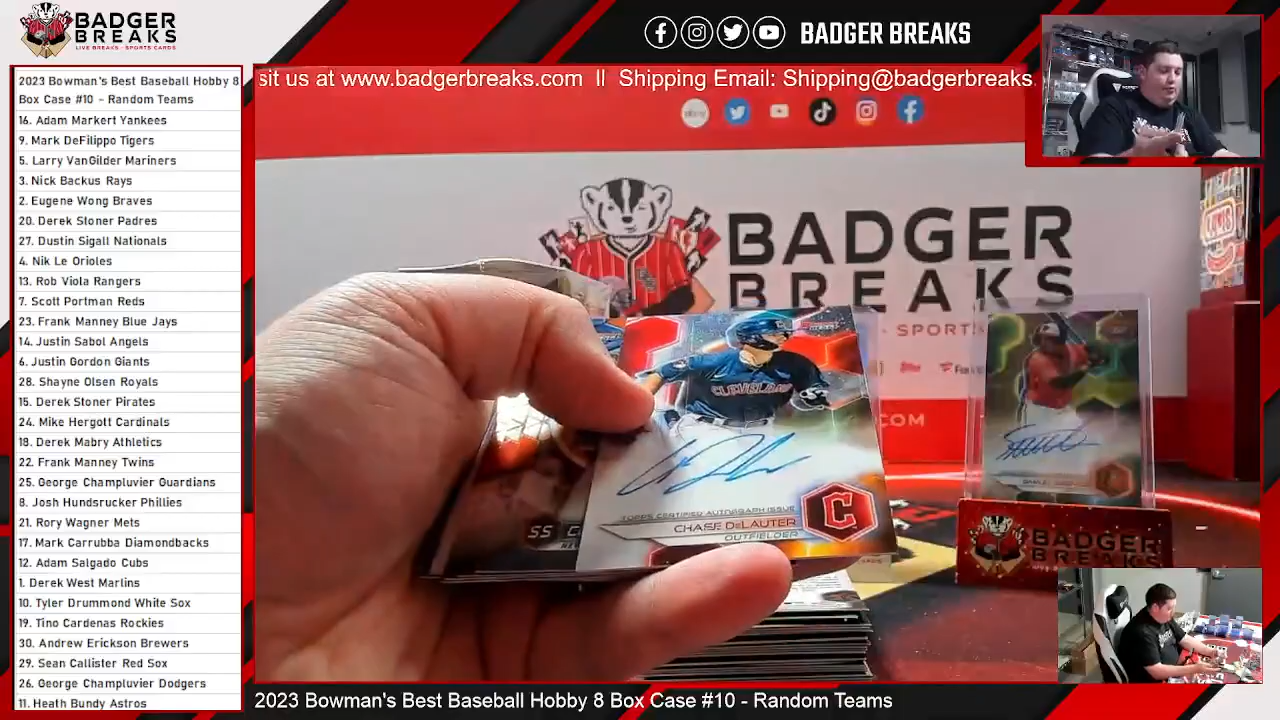 BADGER
BREAKS
LIVE BREAKS - SPORTS CARDS
BADGER BREAKS
2023 Bowman's Best Baseball Hobby 8
Box Case #10 - Random Teams
16. Adam Markert Yankees
9. Mark DeFilippo Tigers
5. Larry VanGilder Mariners
3. Nick Backus Rays
2. Eugene Wong Braves
20. Derek Stoner Padres
27. Dustin Sigall Nationals
4. Nik Le Orioles
13. Rob Viola Rangers
7. Scott Portman Reds
23. Frank Manney Blue Jays
14. Justin Sabol Angels
6. Justin Gordon Giants
28. Shayne Olsen Royals
15. Derek Stoner Pirates
24. Mike Hergott Cardinals
18. Derek Mabry Athletics
22. Frank Manney Twins
25. George Champluvier Guardians
8. Josh Hundsrucker Phillies
21. Rory Wagner Mets
17. Mark Carrubba Diamondbacks
12. Adam Salgado Cubs
1. Derek West Marlins
10. Tyler Drummond White Sox
19. Tino Cardenas Rockies
30. Andrew Erickson Brewers
29. Sean Callister Red Sox
26. George Champluvier Dodgers
11. Heath Bundy Astros
sit us at www.badgerbreaks.com ll Shipping Email: Shipping@badgerbreaks.
BADGER
BREAKS
- SPORTS
COM
CLEVELAND
TOPPS CERTIFIED AUTOGRAPH ISSUE
CHASE DELAUTER
OUTFIELDER
C
SS
BADGER
BREAKS
2023 Bowman's Best Baseball Hobby 8 Box Case #10 - Random Teams